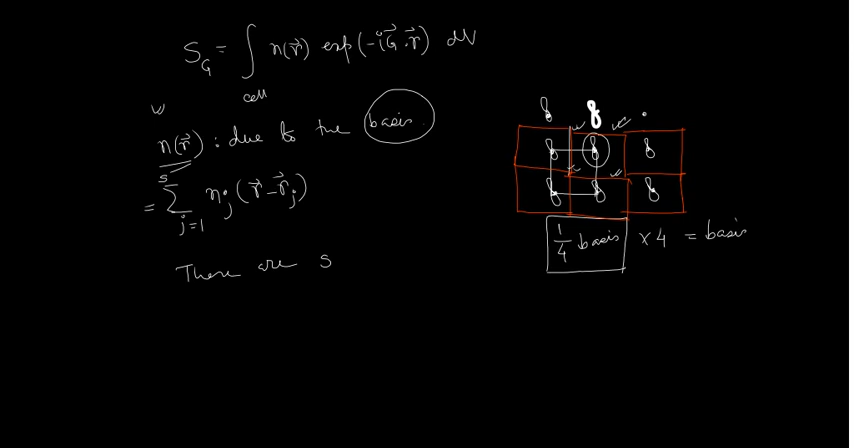 S_G = ∫_cell n(r⃗) exp(-iG⃗·r⃗) dV
n(r⃗) : due to the basis.
= Σ_{j=1}^{s} n_j (r⃗ - r⃗_j)
There are s
1/4 basis × 4 = basis